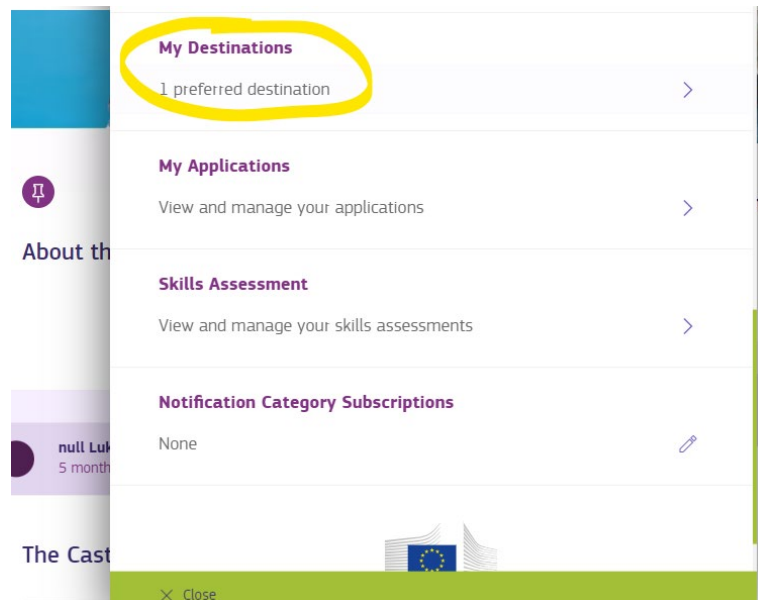 My Destinations
1 preferred destination
My Applications
View and manage your applications
About th
Skills Assessment
View and manage your skills assessments
Notification Category Subscriptions
None
null Luk
5 month
The Cast
Close